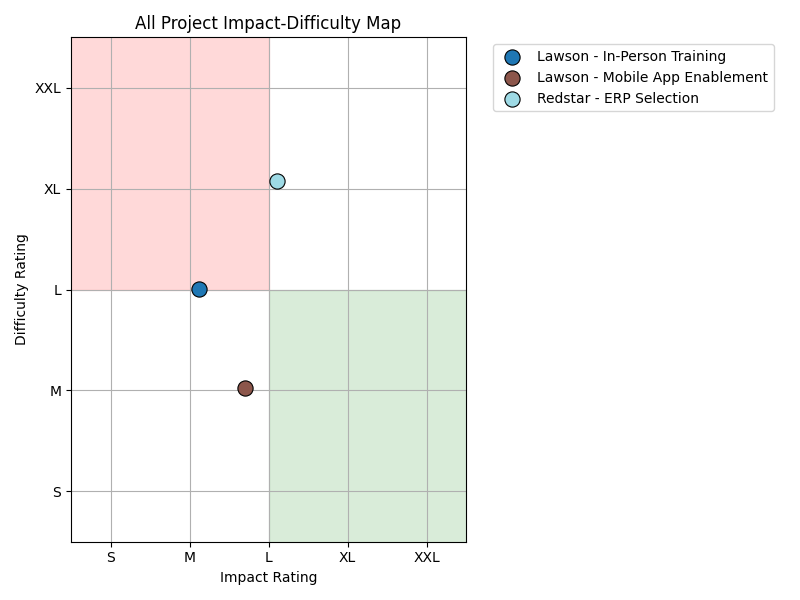 All Project Impact-Difficulty Map
Lawson - In-Person Training
Lawson - Mobile App Enablement
Redstar - ERP Selection
Difficulty Rating
XXL
XL
L
M
S
S M L XL XXL
Impact Rating